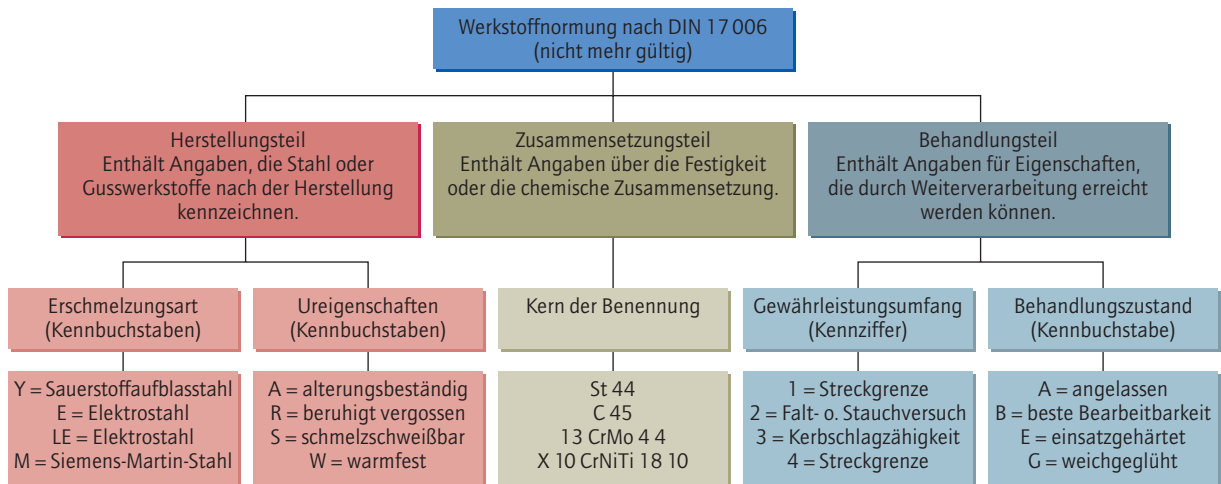 Werkstoffnormung nach DIN 17 006
(nicht mehr gültig)
Herstellungsteil
Enthält Angaben, die Stahl oder
Gusswerkstoffe nach der Herstellung
kennzeichnen.
Zusammensetzungsteil
Enthält Angaben über die Festigkeit
oder die chemische Zusammensetzung.
Behandlungsteil
Enthält Angaben für Eigenschaften,
die durch Weiterverarbeitung erreicht
werden können.
Erschmelzungsart
(Kennbuchstaben)
Ureigenschaften
(Kennbuchstaben)
Kern der Benennung
Gewährleistungsumfang
(Kennziffer)
Behandlungszustand
(Kennbuchstabe)
Y = Sauerstoffaufblasstahl
E = Elektrostahl
LE = Elektrostahl
M = Siemens-Martin-Stahl
A = alterungsbeständig
R = beruhigt vergossen
S = schmelzschweißbar
W = warmfest
St 44
C 45
13 CrMo 4 4
X 10 CrNiTi 18 10
1 = Streckgrenze
2 = Falt- o. Stauchversuch
3 = Kerbschlagzähigkeit
4 = Streckgrenze
A = angelassen
B = beste Bearbeitbarkeit
E = einsatzgehärtet
G = weichgeglüht